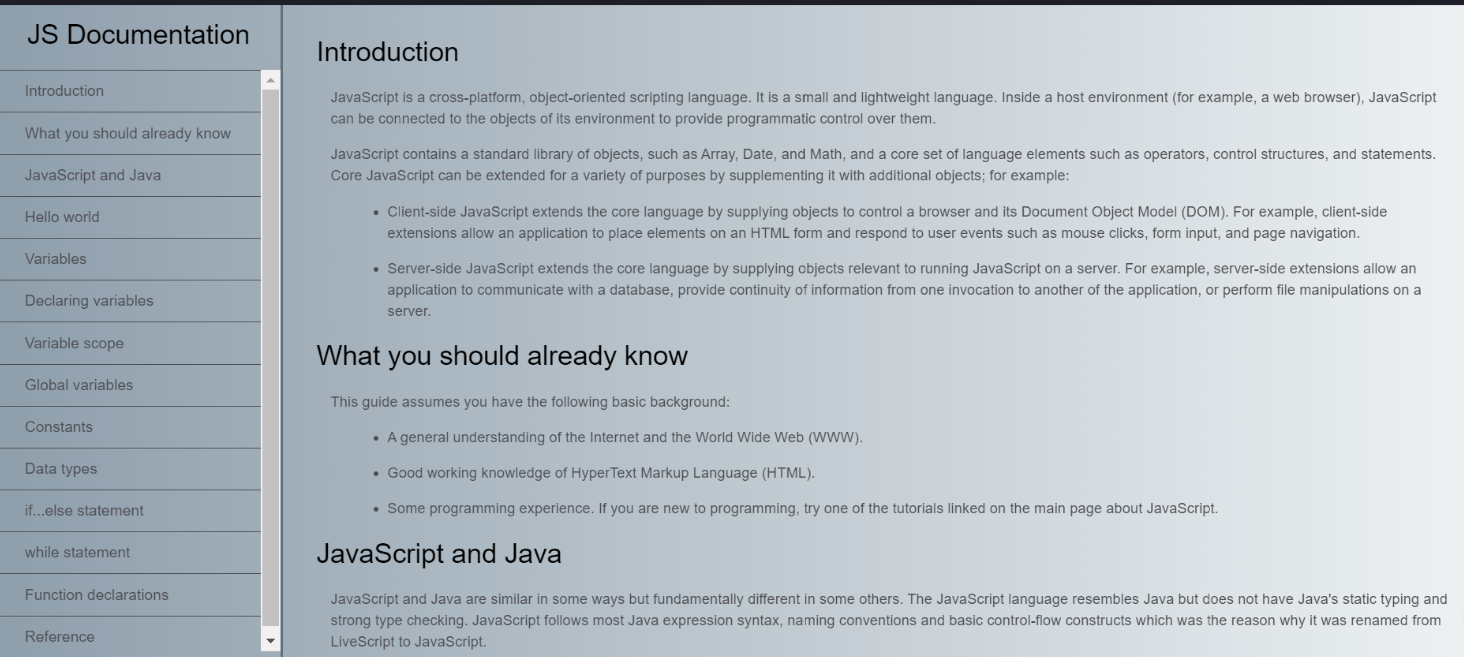 JS Documentation
Introduction
What you should already know
JavaScript and Java
Hello world
Variables
Declaring variables
Variable scope
Global variables
Constants
Data types
if...else statement
while statement
Function declarations
Reference
Introduction
JavaScript is a cross-platform, object-oriented scripting language. It is a small and lightweight language. Inside a host environment (for example, a web browser), JavaScript
can be connected to the objects of its environment to provide programmatic control over them.
JavaScript contains a standard library of objects, such as Array, Date, and Math, and a core set of language elements such as operators, control structures, and statements.
Core JavaScript can be extended for a variety of purposes by supplementing it with additional objects; for example:
• Client-side JavaScript extends the core language by supplying objects to control a browser and its Document Object Model (DOM). For example, client-side
extensions allow an application to place elements on an HTML form and respond to user events such as mouse clicks, form input, and page navigation.
• Server-side JavaScript extends the core language by supplying objects relevant to running JavaScript on a server. For example, server-side extensions allow an
application to communicate with a database, provide continuity of information from one invocation to another of the application, or perform file manipulations on a
server.
What you should already know
This guide assumes you have the following basic background:
• A general understanding of the Internet and the World Wide Web (WWW).
• Good working knowledge of HyperText Markup Language (HTML).
• Some programming experience. If you are new to programming, try one of the tutorials linked on the main page about JavaScript.
JavaScript and Java
JavaScript and Java are similar in some ways but fundamentally different in some others. The JavaScript language resembles Java but does not have Java's static typing and
strong type checking. JavaScript follows most Java expression syntax, naming conventions and basic control-flow constructs which was the reason why it was renamed from
LiveScript to JavaScript.